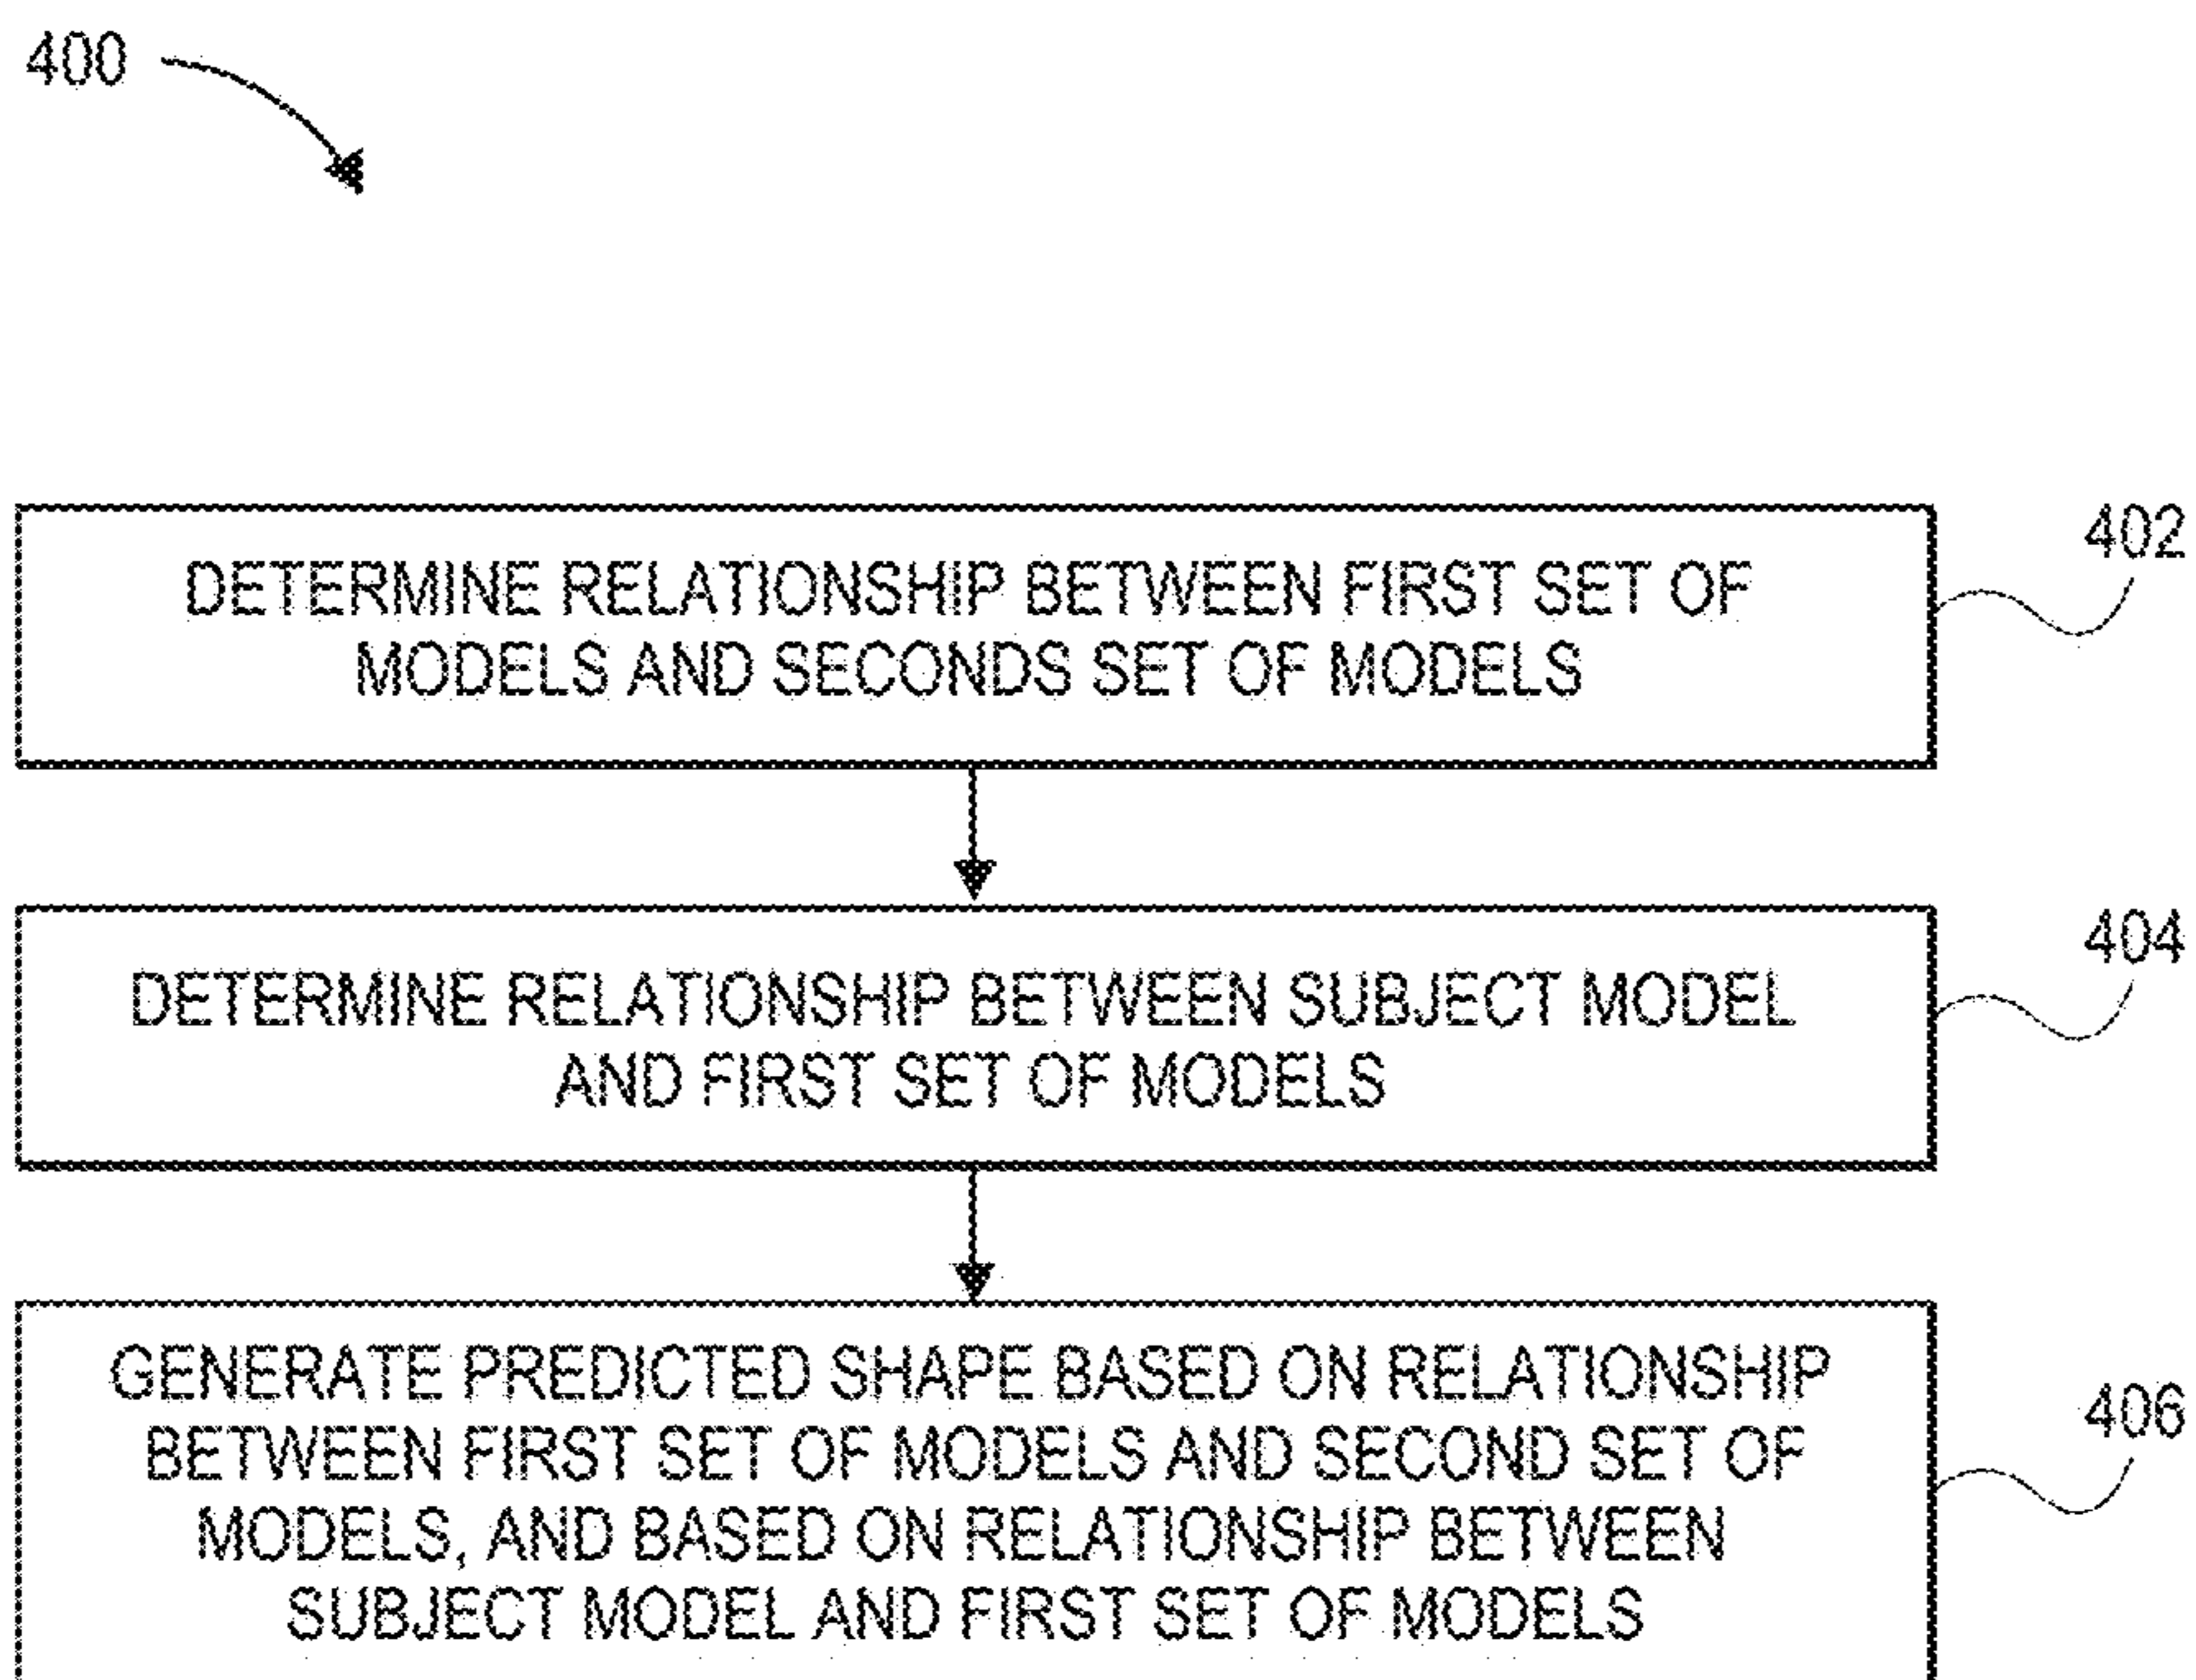 400
402
DETERMINE RELATIONSHIP BETWEEN FIRST SET OF
MODELS AND SECONDS SET OF MODELS
404
DETERMINE RELATIONSHIP BETWEEN SUBJECT MODEL
AND FIRST SET OF MODELS
406
GENERATE PREDICTED SHAPE BASED ON RELATIONSHIP
BETWEEN FIRST SET OF MODELS AND SECOND SET OF
MODELS, AND BASED ON RELATIONSHIP BETWEEN
SUBJECT MODEL AND FIRST SET OF MODELS